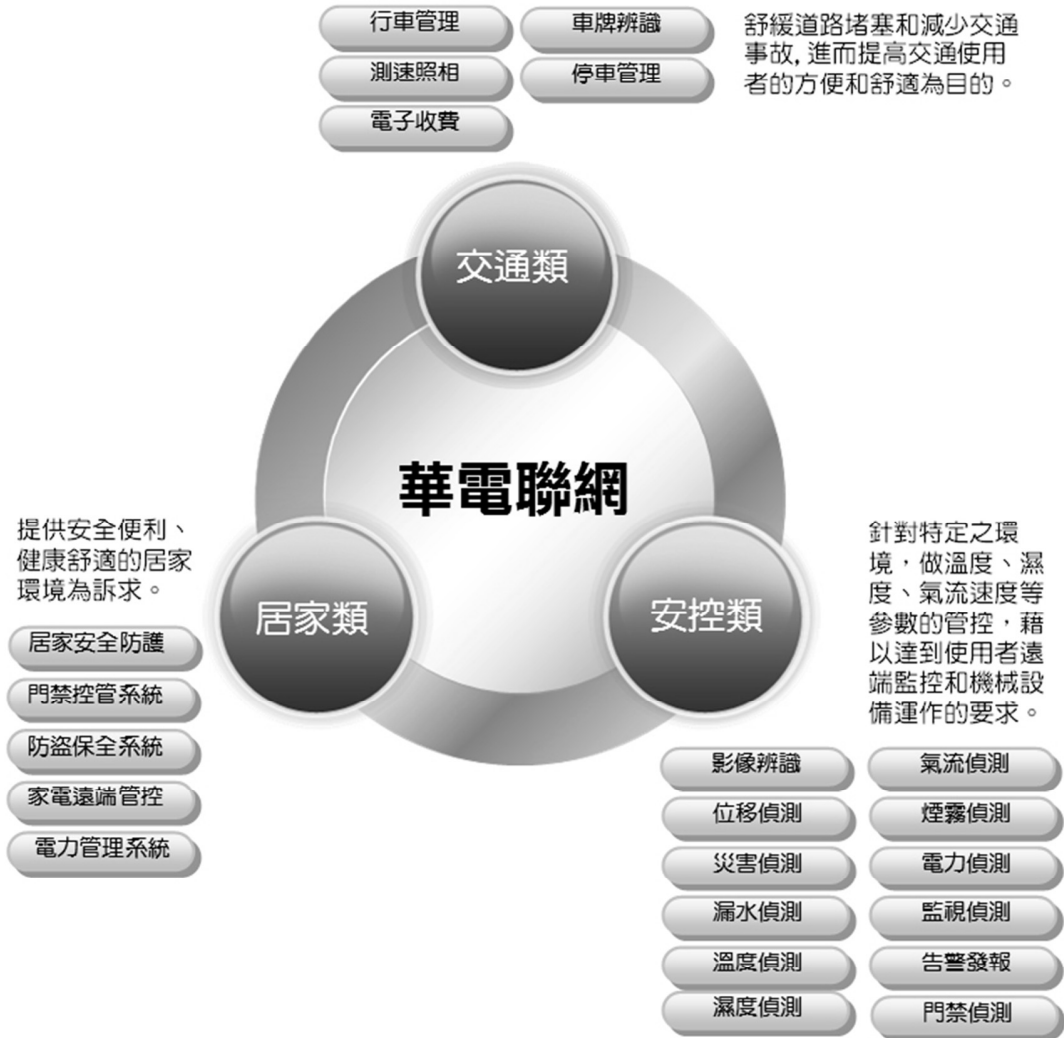 行車管理
車牌辨識
測速照相
停車管理
電子收費
舒緩道路堵塞和減少交通
事故, 進而提高交通使用
者的方便和舒適為目的。
交通類
華電聯網
提供安全便利、
健康舒適的居家
環境為訴求。
居家類
居家安全防護
門禁控管系統
防盜保全系統
家電遠端管控
電力管理系統
安控類
針對特定之環
境，做溫度、濕
度、氣流速度等
參數的管控，藉
以達到使用者遠
端監控和機械設
備運作的要求。
影像辨識
氣流偵測
位移偵測
煙霧偵測
災害偵測
電力偵測
漏水偵測
監視偵測
溫度偵測
告警發報
濕度偵測
門禁偵測